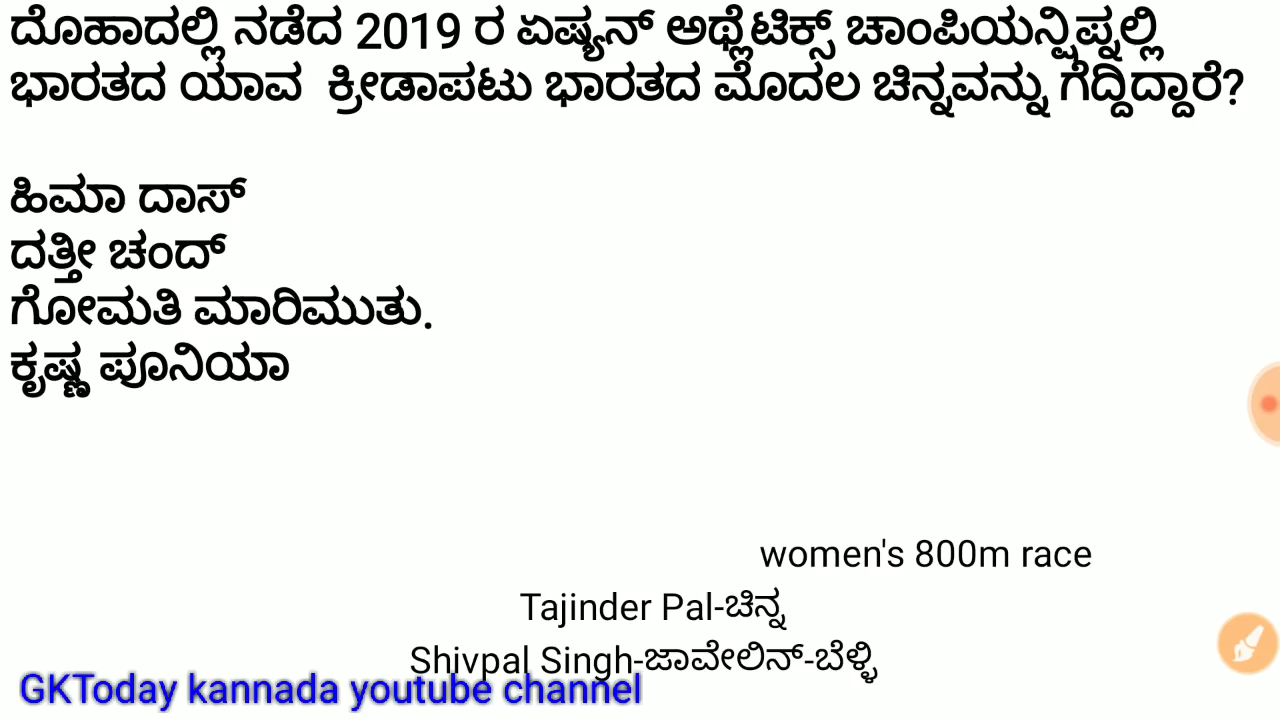 ದೊಹಾದಲ್ಲಿ ನಡೆದ 2019 ರ ಏಷ್ಯನ್ ಅಥ್ಲೆಟಿಕ್ಸ್ ಚಾಂಪಿಯನ್ಷಿಪ್ನಲ್ಲಿ
ಭಾರತದ ಯಾವ ಕ್ರೀಡಾಪಟು ಭಾರತದ ಮೊದಲ ಚಿನ್ನವನ್ನು ಗೆದ್ದಿದ್ದಾರೆ?
ಹಿಮಾ ದಾಸ್
ದತ್ತೀ ಚಂದ್
ಗೋಮತಿ ಮಾರಿಮುತು.
ಕೃಷ್ಣ ಪೂನಿಯಾ
women's 800m race
Tajinder Pal-ಚಿನ್ನ
Shivpal Singh-ಜಾವೇಲಿನ್-ಬೆಳ್ಳಿ
GKToday kannada youtube channel